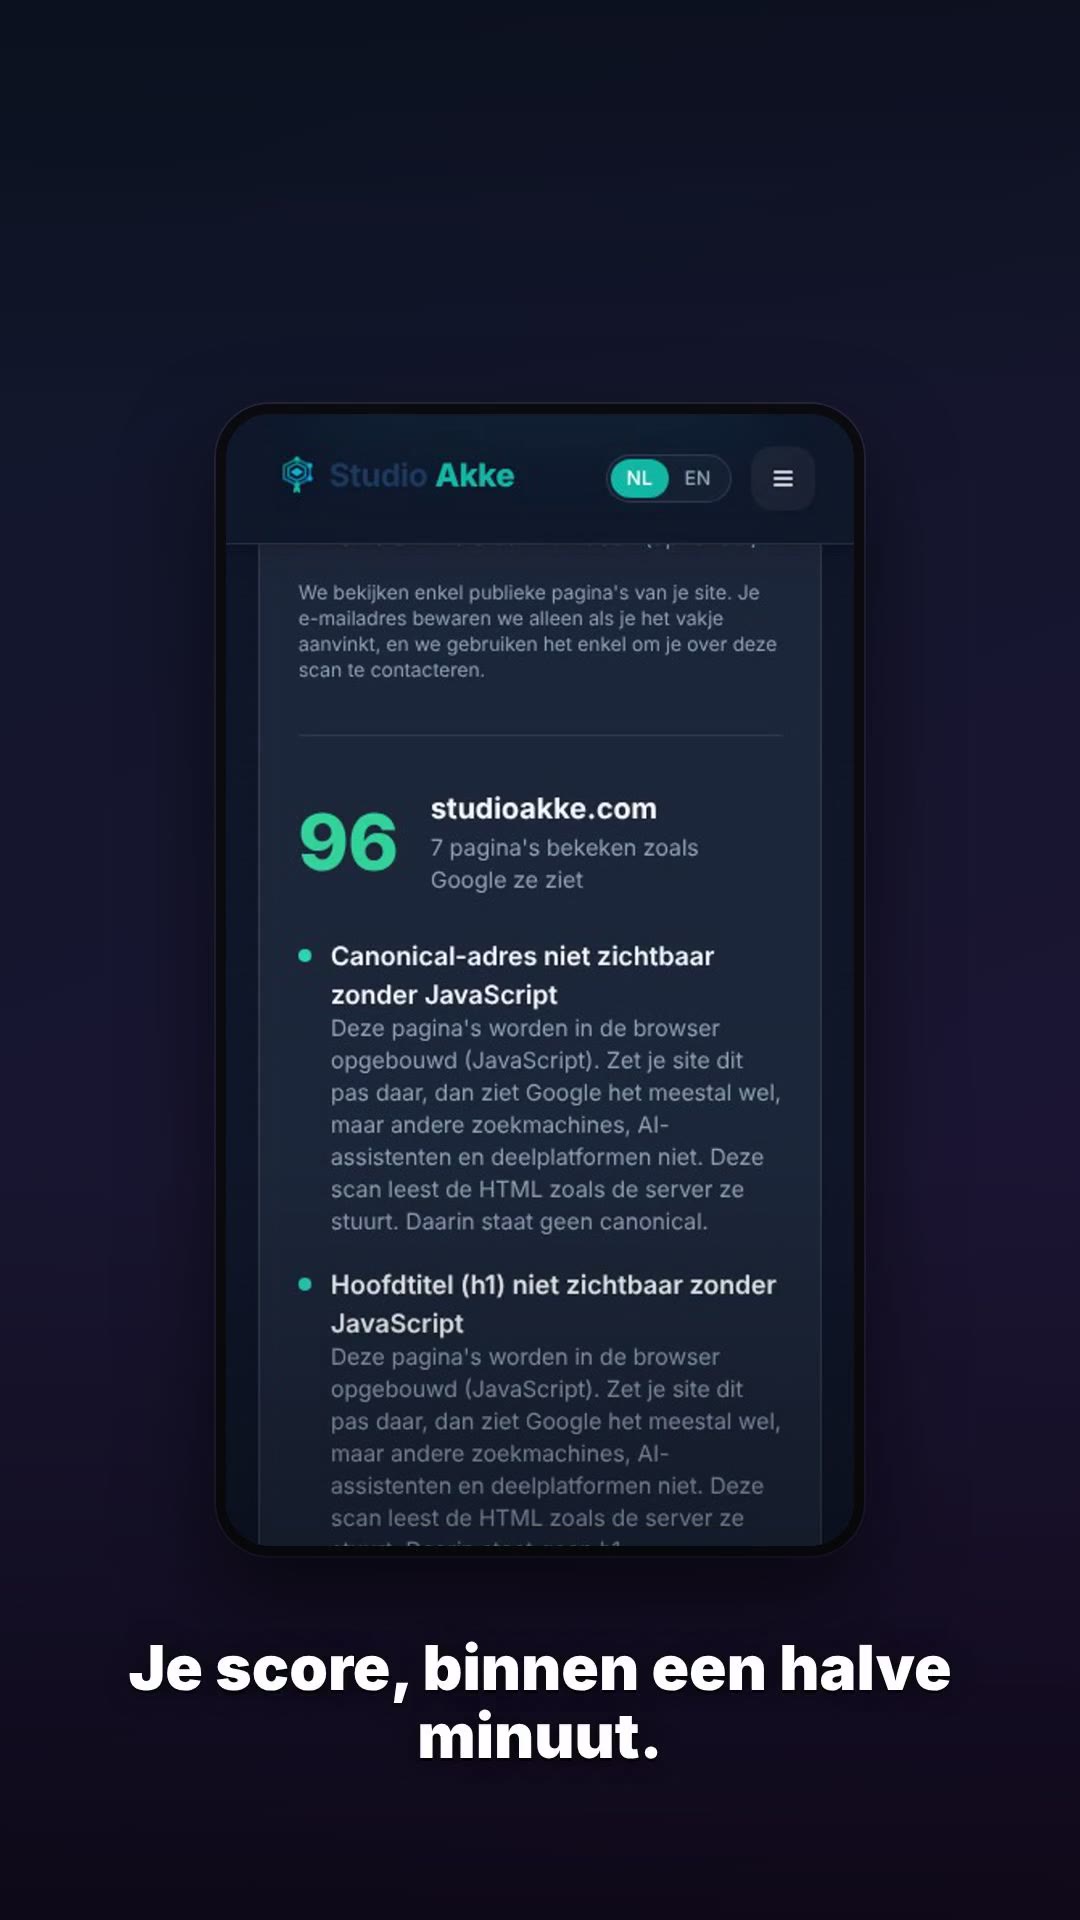 Studio Akke
NL EN
We bekijken enkel publieke pagina's van je site. Je
e-mailadres bewaren we alleen als je het vakje
aanvinkt, en we gebruiken het enkel om je over deze
scan te contacteren.
96
studioakke.com
7 pagina's bekeken zoals
Google ze ziet
Canonical-adres niet zichtbaar
zonder JavaScript
Deze pagina's worden in de browser
opgebouwd (JavaScript). Zet je site dit
pas daar, dan ziet Google het meestal wel,
maar andere zoekmachines, AI-
assistenten en deelplatformen niet. Deze
scan leest de HTML zoals de server ze
stuurt. Daarin staat geen canonical.
Hoofdtitel (h1) niet zichtbaar zonder
JavaScript
Deze pagina's worden in de browser
opgebouwd (JavaScript). Zet je site dit
pas daar, dan ziet Google het meestal wel,
maar andere zoekmachines, AI-
assistenten en deelplatformen niet. Deze
scan leest de HTML zoals de server ze
Je score, binnen een halve
minuut.